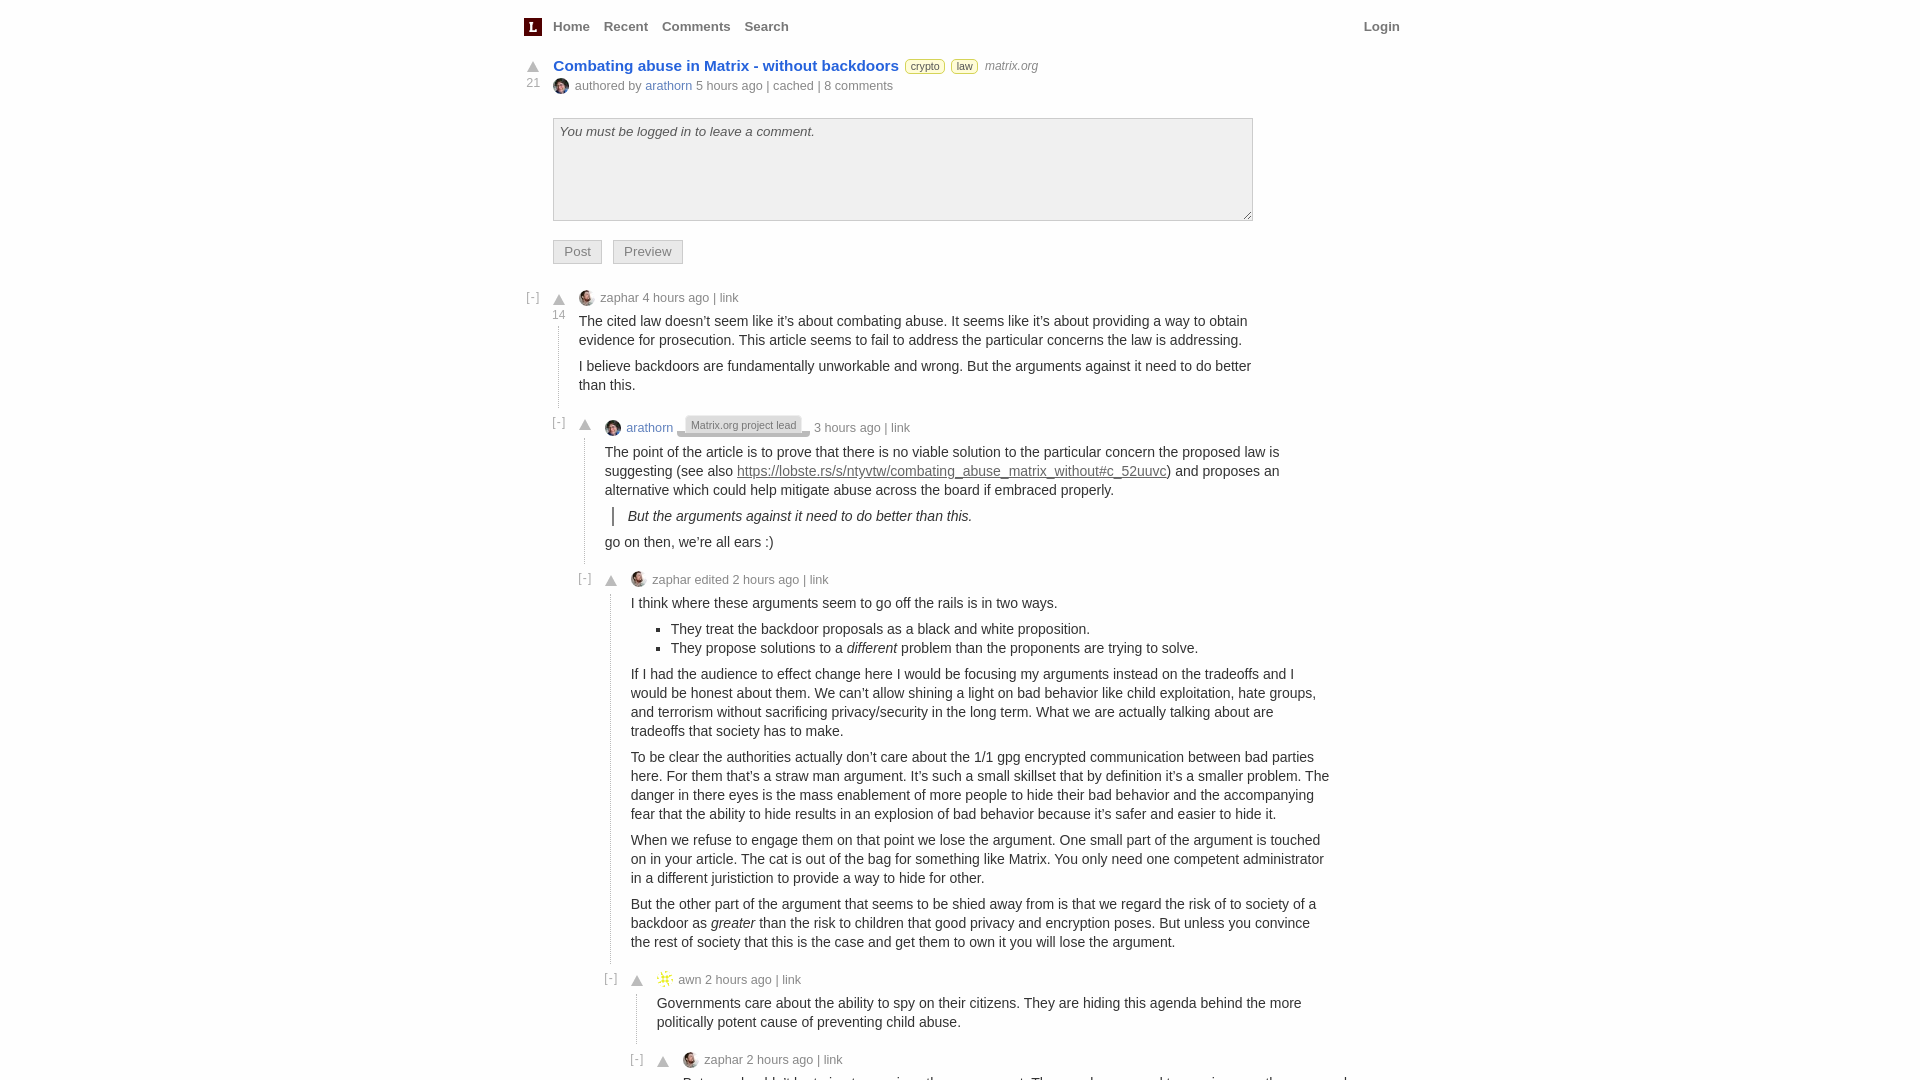 L Home Recent Comments Search Login
Combating abuse in Matrix - without backdoors crypto law matrix.org
21 authored by arathorn 5 hours ago | cached | 8 comments
You must be logged in to leave a comment.
Post Preview
[-] zaphar 4 hours ago | link
14
The cited law doesn’t seem like it’s about combating abuse. It seems like it’s about providing a way to obtain
evidence for prosecution. This article seems to fail to address the particular concerns the law is addressing.
I believe backdoors are fundamentally unworkable and wrong. But the arguments against it need to do better
than this.
[-] arathorn Matrix.org project lead 3 hours ago | link
The point of the article is to prove that there is no viable solution to the particular concern the proposed law is
suggesting (see also https://lobste.rs/s/ntyvtw/combating_abuse_matrix_without#c_52uuvc) and proposes an
alternative which could help mitigate abuse across the board if embraced properly.
But the arguments against it need to do better than this.
go on then, we’re all ears :)
[-] zaphar edited 2 hours ago | link
I think where these arguments seem to go off the rails is in two ways.
▪ They treat the backdoor proposals as a black and white proposition.
▪ They propose solutions to a different problem than the proponents are trying to solve.
If I had the audience to effect change here I would be focusing my arguments instead on the tradeoffs and I
would be honest about them. We can’t allow shining a light on bad behavior like child exploitation, hate groups,
and terrorism without sacrificing privacy/security in the long term. What we are actually talking about are
tradeoffs that society has to make.
To be clear the authorities actually don’t care about the 1/1 gpg encrypted communication between bad parties
here. For them that’s a straw man argument. It’s such a small skillset that by definition it’s a smaller problem. The
danger in there eyes is the mass enablement of more people to hide their bad behavior and the accompanying
fear that the ability to hide results in an explosion of bad behavior because it’s safer and easier to hide it.
When we refuse to engage them on that point we lose the argument. One small part of the argument is touched
on in your article. The cat is out of the bag for something like Matrix. You only need one competent administrator
in a different juristiction to provide a way to hide for other.
But the other part of the argument that seems to be shied away from is that we regard the risk of to society of a
backdoor as greater than the risk to children that good privacy and encryption poses. But unless you convince
the rest of society that this is the case and get them to own it you will lose the argument.
[-] awn 2 hours ago | link
Governments care about the ability to spy on their citizens. They are hiding this agenda behind the more
politically potent cause of preventing child abuse.
[-] zaphar 2 hours ago | link